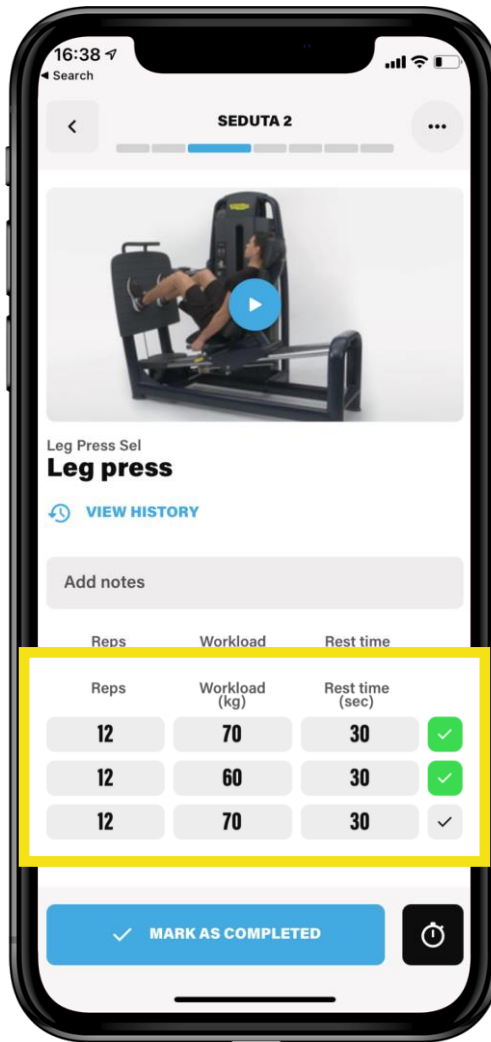 16:38
Search
SEDUTA 2
Leg Press Sel
Leg press
VIEW HISTORY
Add notes
Reps Workload Rest time
Reps Workload (kg) Rest time (sec)
12 70 30
12 60 30
12 70 30
MARK AS COMPLETED